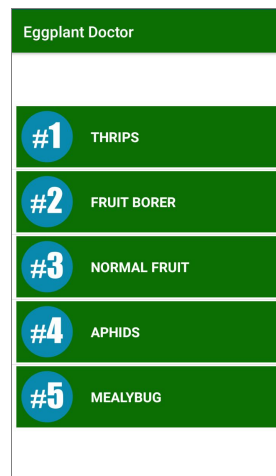 Eggplant Doctor
#1 THRIPS
#2 FRUIT BORER
#3 NORMAL FRUIT
#4 APHIDS
#5 MEALYBUG